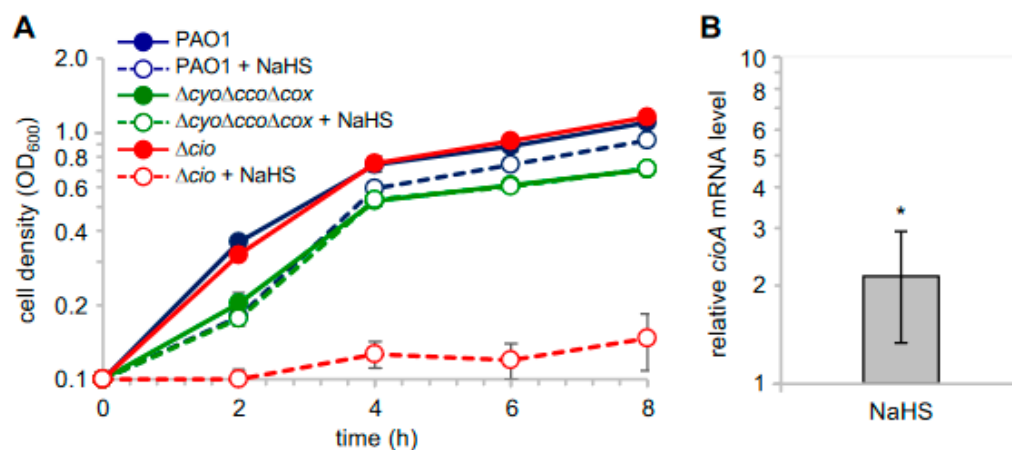 A
PAO1
PAO1 + NaHS
ΔcyoΔccoΔcox
ΔcyoΔccoΔcox + NaHS
Δcio
Δcio + NaHS
cell density (OD600)
2.0
1.0
0.8
0.6
0.4
0.2
0.1
0 2 4 6 8
time (h)
B
relative cioA mRNA level
10
9
8
7
6
5
4
3
2
1
*
NaHS